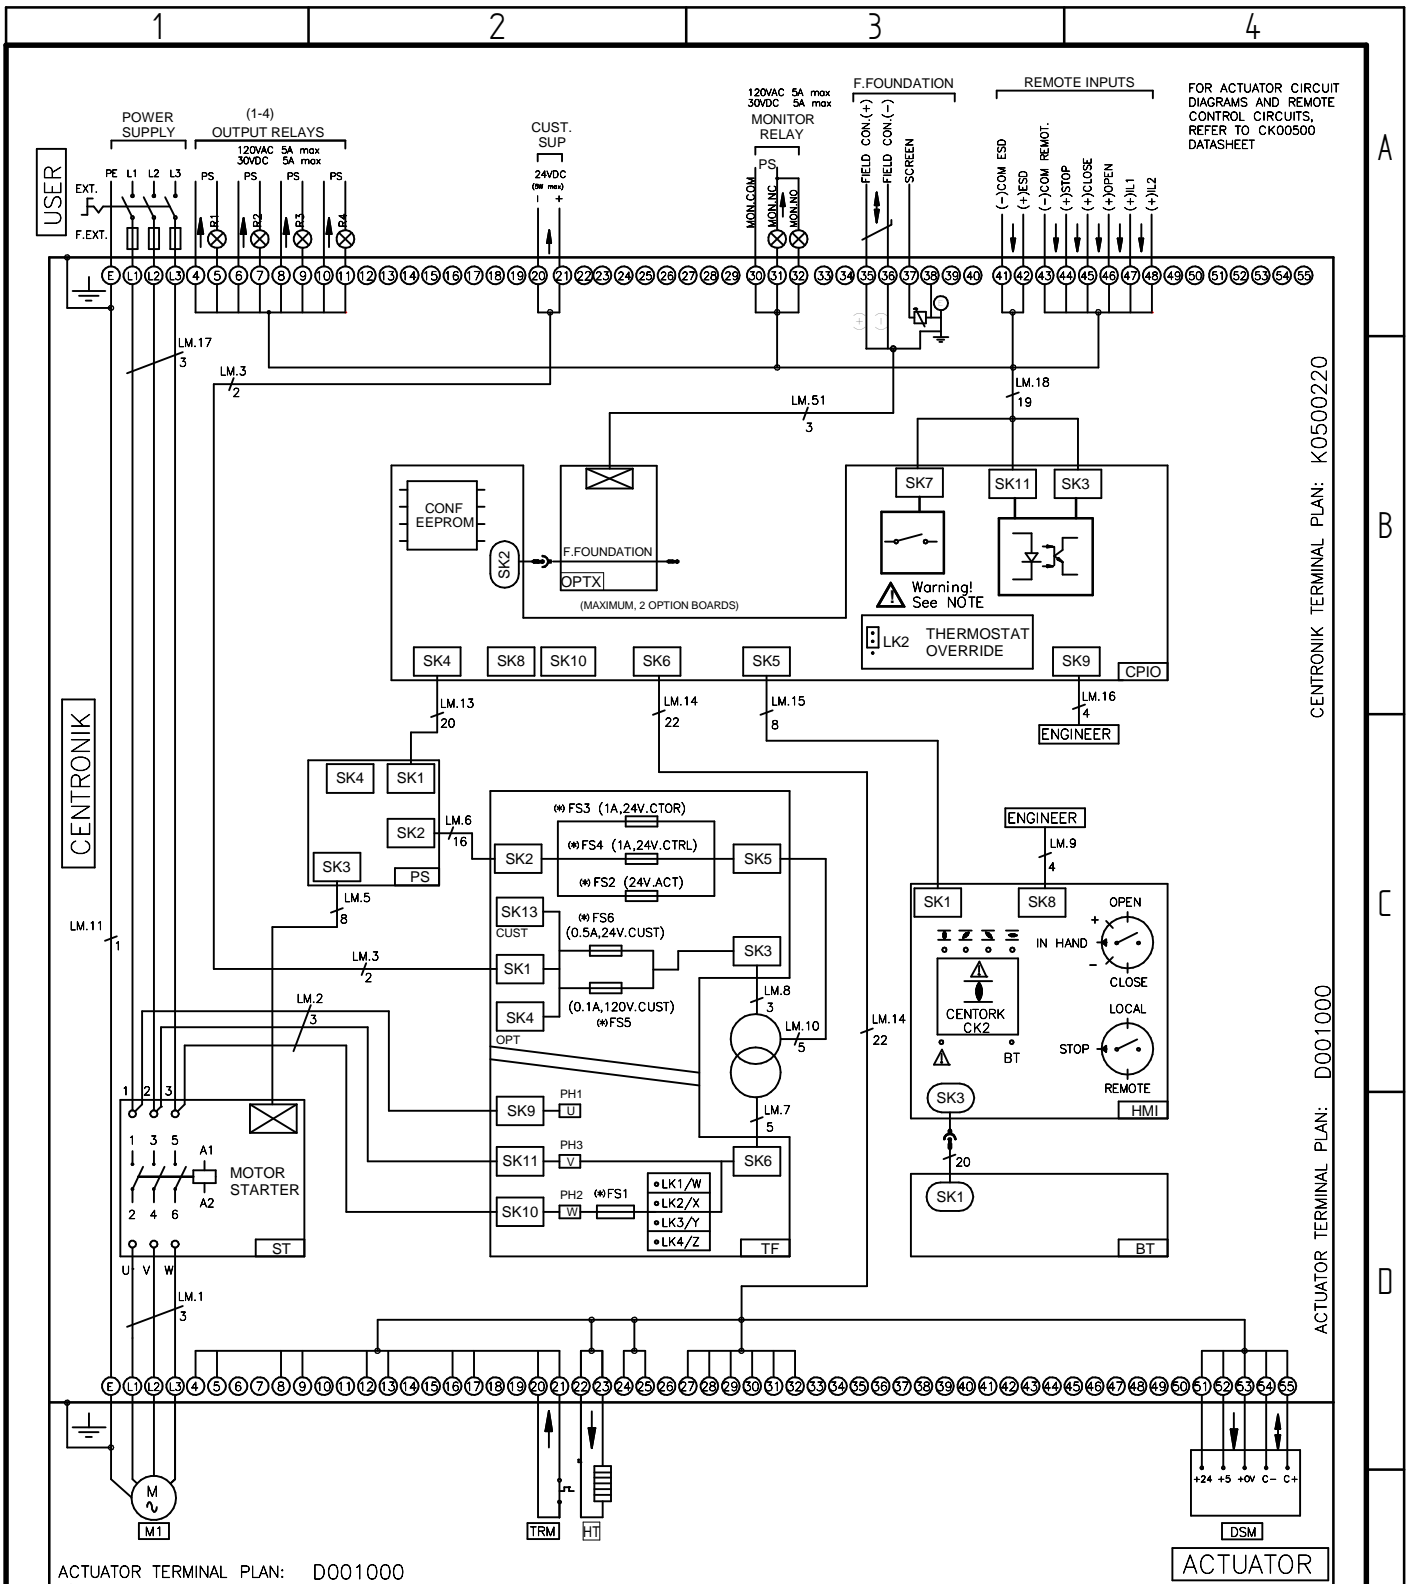 1 2 3 4
A
B
C
D
USER
POWER
SUPPLY
(1-4)
OUTPUT RELAYS
120VAC 5A max
30VDC 5A max
PE L1 L2 L3
PS PS PS PS
R1 R2 R3 R4
EXT.
F.EXT.
CUST.
SUP
24VDC
(5W max)
- +
120VAC 5A max
30VDC 5A max
MONITOR
RELAY
PS
MON.COM
MON.NC
MON.NO
F.FOUNDATION
FIELD CON.(+)
FIELD CON.(-)
SCREEN
REMOTE INPUTS
(-)COM ESD
(+)ESD
(-)COM REMOT.
(+)STOP
(+)CLOSE
(+)OPEN
(+)IL1
(+)IL2
FOR ACTUATOR CIRCUIT
DIAGRAMS AND REMOTE
CONTROL CIRCUITS,
REFER TO CK00500
DATASHEET
E L1 L2 L3 4 5 6 7 8 9 10 11 12 13 14 15 16 17 18 19 20 21 22 23 24 25 26 27 28 29 30 31 32 33 34 35 36 37 38 39 40 41 42 43 44 45 46 47 48 49 50 51 52 53 54 55
E
+ -
LM.17
3
LM.3
2
LM.51
3
LM.18
19
CENTRONIK TERMINAL PLAN: K0500220
CONF
EEPROM
SK2
F.FOUNDATION
OPTX
(MAXIMUM, 2 OPTION BOARDS)
SK7
SK11
SK3
Warning!
See NOTE
LK2
THERMOSTAT
OVERRIDE
SK4
SK8
SK10
SK6
SK5
SK9
CPIO
LM.13
20
LM.14
22
LM.15
8
LM.16
4
ENGINEER
CENTRONIK
SK4
SK1
SK2
SK3
PS
LM.6
16
LM.5
8
(*)FS3 (1A,24V.CTOR)
(*)FS4 (1A,24V.CTRL)
(*)FS2 (24V.ACT)
SK2
SK5
SK13
CUST
(*)FS6
(0.5A,24V.CUST)
SK1
SK3
SK4
OPT
(0.1A,120V.CUST)
(*)FS5
LM.11
1
LM.3
2
LM.2
3
LM.8
3
LM.10
5
LM.7
5
LM.14
22
ENGINEER
LM.9
4
SK1
SK8
OPEN
+
IN HAND
-
CLOSE
LOCAL
STOP
REMOTE
CENTORK
CK2
BT
SK3
HMI
20
SK1
BT
SK9
PH1
U
SK11
PH3
V
SK6
SK10
PH2
W
(*)FS1
LK1/W
LK2/X
LK3/Y
LK4/Z
TF
1 2 3
1 3 5
A1
A2
MOTOR
STARTER
2 4 6
ST
U V W
LM.1
3
ACTUATOR TERMINAL PLAN: D001000
E L1 L2 L3 4 5 6 7 8 9 10 11 12 13 14 15 16 17 18 19 20 21 22 23 24 25 26 27 28 29 30 31 32 33 34 35 36 37 38 39 40 41 42 43 44 45 46 47 48 49 50 51 52 53 54 55
M
M1
TRM
HT
+24 +5 +0V C- C+
DSM
ACTUATOR TERMINAL PLAN: D001000
ACTUATOR